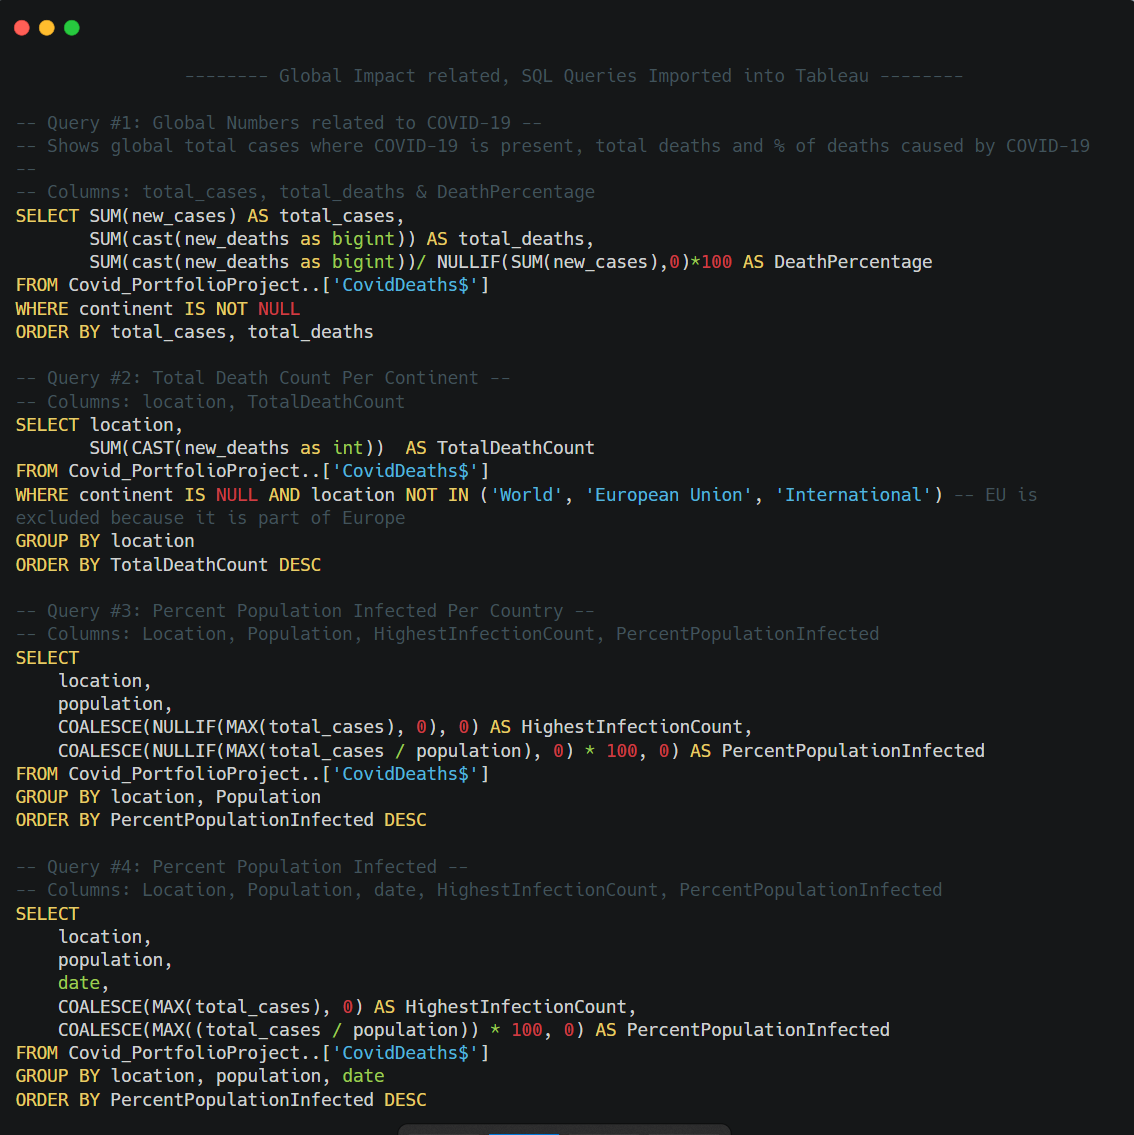 -------- Global Impact related, SQL Queries Imported into Tableau --------
-- Query #1: Global Numbers related to COVID-19 --
-- Shows global total cases where COVID-19 is present, total deaths and % of deaths caused by COVID-19
--
-- Columns: total_cases, total_deaths & DeathPercentage
SELECT SUM(new_cases) AS total_cases,
       SUM(cast(new_deaths as bigint)) AS total_deaths,
       SUM(cast(new_deaths as bigint))/ NULLIF(SUM(new_cases),0)*100 AS DeathPercentage
FROM Covid_PortfolioProject..['CovidDeaths$']
WHERE continent IS NOT NULL
ORDER BY total_cases, total_deaths
-- Query #2: Total Death Count Per Continent --
-- Columns: location, TotalDeathCount
SELECT location,
       SUM(CAST(new_deaths as int))  AS TotalDeathCount
FROM Covid_PortfolioProject..['CovidDeaths$']
WHERE continent IS NULL AND location NOT IN ('World', 'European Union', 'International') -- EU is
excluded because it is part of Europe
GROUP BY location
ORDER BY TotalDeathCount DESC
-- Query #3: Percent Population Infected Per Country --
-- Columns: Location, Population, HighestInfectionCount, PercentPopulationInfected
SELECT
    location,
    population,
    COALESCE(NULLIF(MAX(total_cases), 0), 0) AS HighestInfectionCount,
    COALESCE(NULLIF(MAX(total_cases / population), 0) * 100, 0) AS PercentPopulationInfected
FROM Covid_PortfolioProject..['CovidDeaths$']
GROUP BY location, Population
ORDER BY PercentPopulationInfected DESC
-- Query #4: Percent Population Infected --
-- Columns: Location, Population, date, HighestInfectionCount, PercentPopulationInfected
SELECT
    location,
    population,
    date,
    COALESCE(MAX(total_cases), 0) AS HighestInfectionCount,
    COALESCE(MAX((total_cases / population)) * 100, 0) AS PercentPopulationInfected
FROM Covid_PortfolioProject..['CovidDeaths$']
GROUP BY location, population, date
ORDER BY PercentPopulationInfected DESC